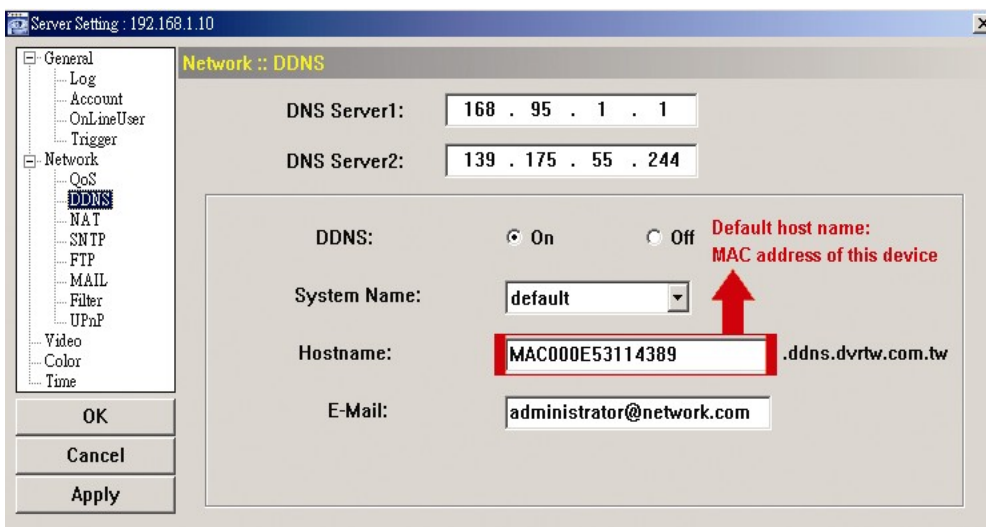 Server Setting : 192.168.1.10
General
Log
Account
OnLineUser
Trigger
Network
QoS
DDNS
NAT
SNTP
FTP
MAIL
Filter
UPnP
Video
Color
Time
OK
Cancel
Apply
Network :: DDNS
DNS Server1: 168 . 95 . 1 . 1
DNS Server2: 139 . 175 . 55 . 244
DDNS: On Off
Default host name:
MAC address of this device
System Name: default
Hostname: MAC000E53114389 .ddns.dvrtw.com.tw
E-Mail: administrator@network.com